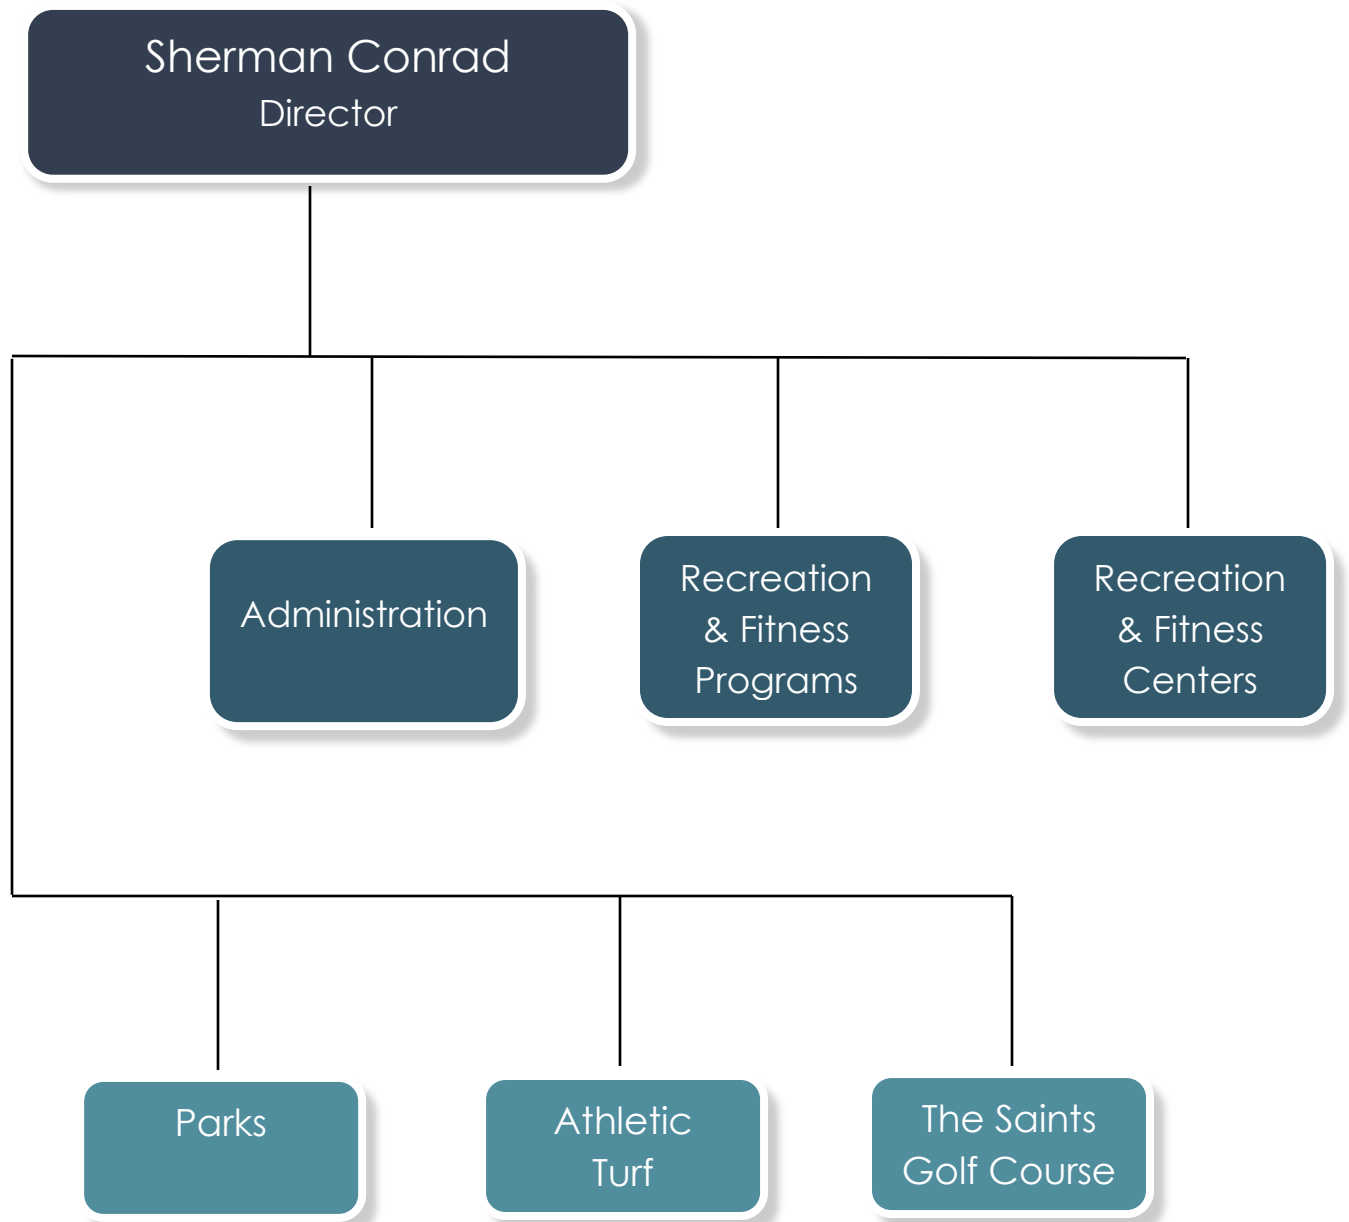 Sherman Conrad
Director
Administration
Recreation
& Fitness
Programs
Recreation
& Fitness
Centers
Parks
Athletic
Turf
The Saints
Golf Course